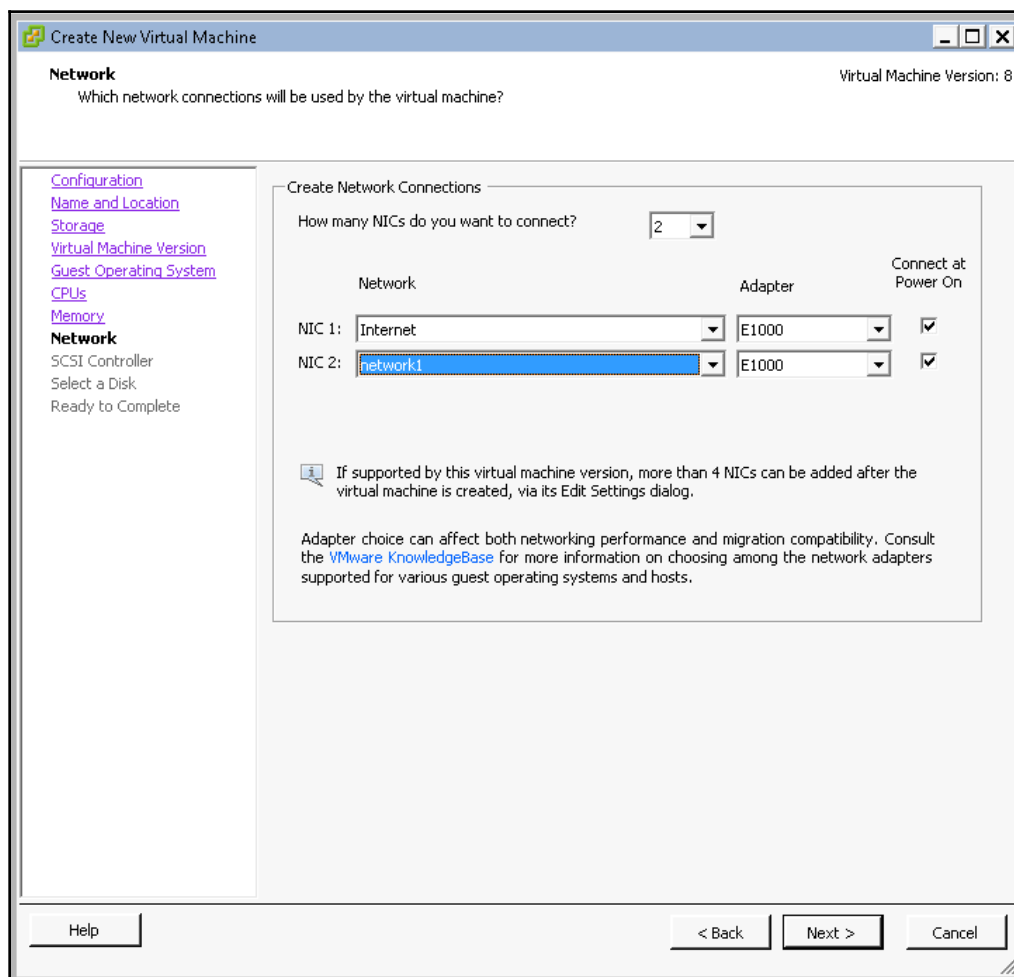 Create New Virtual Machine
Network
Virtual Machine Version: 8
Which network connections will be used by the virtual machine?
Configuration
Name and Location
Storage
Virtual Machine Version
Guest Operating System
CPUs
Memory
Network
SCSI Controller
Select a Disk
Ready to Complete
Create Network Connections
How many NICs do you want to connect?
2
Network
Adapter
Connect at
Power On
NIC 1:
Internet
E1000
NIC 2:
network1
E1000
If supported by this virtual machine version, more than 4 NICs can be added after the
virtual machine is created, via its Edit Settings dialog.
Adapter choice can affect both networking performance and migration compatibility. Consult
the VMware KnowledgeBase for more information on choosing among the network adapters
supported for various guest operating systems and hosts.
Help
< Back
Next >
Cancel